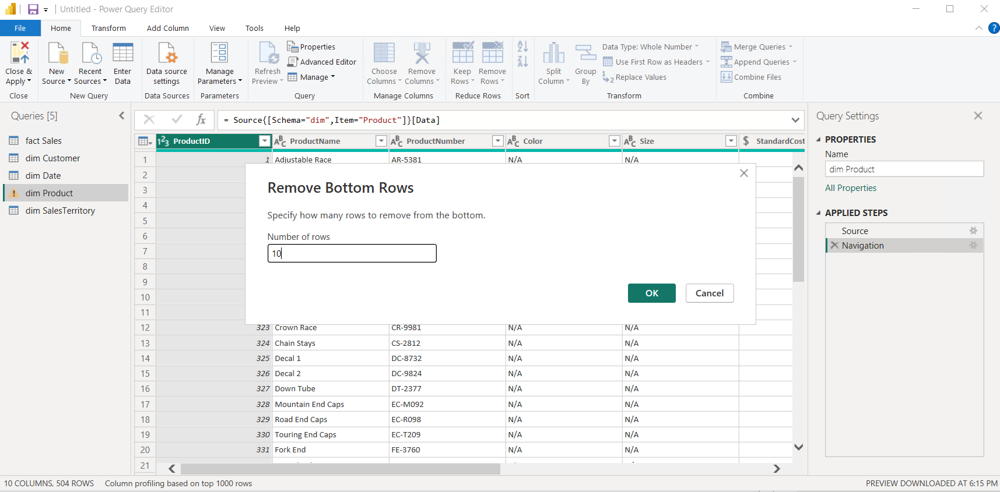 Untitled - Power Query Editor
File Home Transform Add Column View Tools Help
Close & Apply
Close
New Source
Recent Sources
Enter Data
New Query
Data source settings
Data Sources
Manage Parameters
Parameters
Refresh Preview
Properties
Advanced Editor
Manage
Query
Choose Columns
Remove Columns
Manage Columns
Keep Rows
Remove Rows
Reduce Rows
Sort
Split Column
Group By
Data Type: Whole Number
Use First Row as Headers
Replace Values
Transform
Merge Queries
Append Queries
Combine Files
Combine
Queries [5]
fact Sales
dim Customer
dim Date
dim Product
dim SalesTerritory
fx = Source{[Schema="dim",Item="Product"]}[Data]
123 ProductID ABC ProductName ABC ProductNumber ABC Color ABC Size $ StandardCost
1 1 Adjustable Race AR-5381 N/A N/A
2
3
4
5
6
7
8
9
10
11
Remove Bottom Rows
Specify how many rows to remove from the bottom.
Number of rows
10
OK Cancel
12 323 Crown Race CR-9981 N/A N/A
13 324 Chain Stays CS-2812 N/A N/A
14 325 Decal 1 DC-8732 N/A N/A
15 326 Decal 2 DC-9824 N/A N/A
16 327 Down Tube DT-2377 N/A N/A
17 328 Mountain End Caps EC-M092 N/A N/A
18 329 Road End Caps EC-R098 N/A N/A
19 330 Touring End Caps EC-T209 N/A N/A
20 331 Fork End FE-3760 N/A N/A
21
Query Settings
PROPERTIES
Name
dim Product
All Properties
APPLIED STEPS
Source
Navigation
10 COLUMNS, 504 ROWS Column profiling based on top 1000 rows
PREVIEW DOWNLOADED AT 6:15 PM